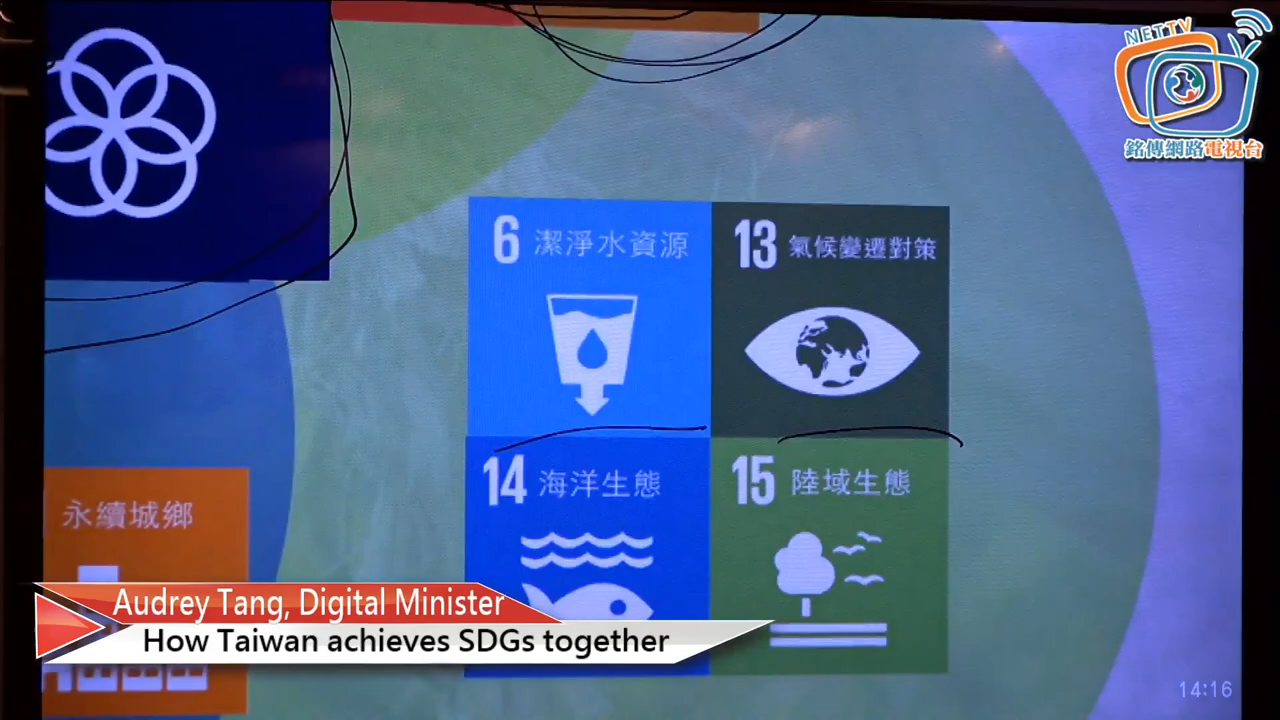 NETTV
銘傳網路電視台
6 潔淨水資源
13 氣候變遷對策
14 海洋生態
15 陸域生態
永續城鄉
Audrey Tang, Digital Minister
How Taiwan achieves SDGs together
14:16